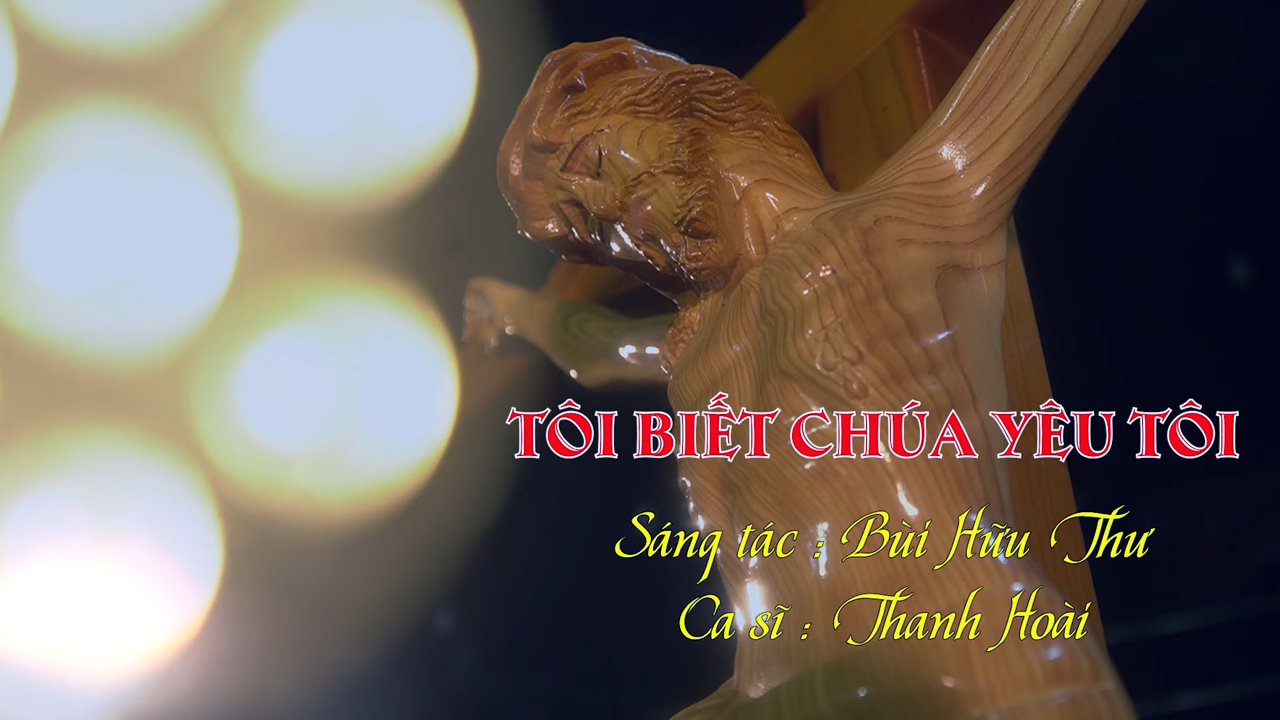 TÔI BIẾT CHÚA YÊU TÔI
Sáng tác : Bùi Hữu Thư
Ca sĩ : Thanh Hoài